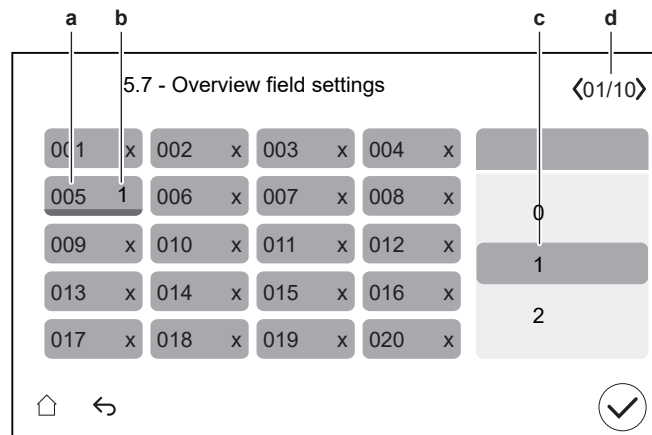 a b c d
5.7 - Overview field settings 01/10
001 x 002 x 003 x 004 x
005 1 006 x 007 x 008 x
0
009 x 010 x 011 x 012 x
1
013 x 014 x 015 x 016 x
2
017 x 018 x 019 x 020 x